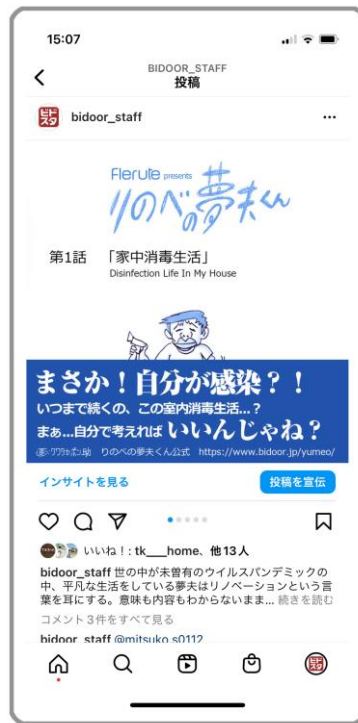 15:07
BIDOOR_STAFF
投稿
ビド
スタ
bidoor_staff
Flerule presents
りのべの夢夫くん
第1話 「家中消毒生活」
Disinfection Life In My House
まさか！自分が感染？！
いつまで続くの、この室内消毒生活...？
まぁ...自分で考えれば いいんじゃね？
りのべの夢夫くん公式 https://www.bidoor.jp/yumeo/
インサイトを見る
投稿を宣伝
いいね！: tk___home、他13人
bidoor_staff 世の中が未曽有のウイルスパンデミックの
中、平凡な生活をしている夢夫はリノベーションという言
葉を耳にする。意味も内容もわからないまま... 続きを読む
コメント3件をすべて見る
bidoor_staff @mitsuko.s0112